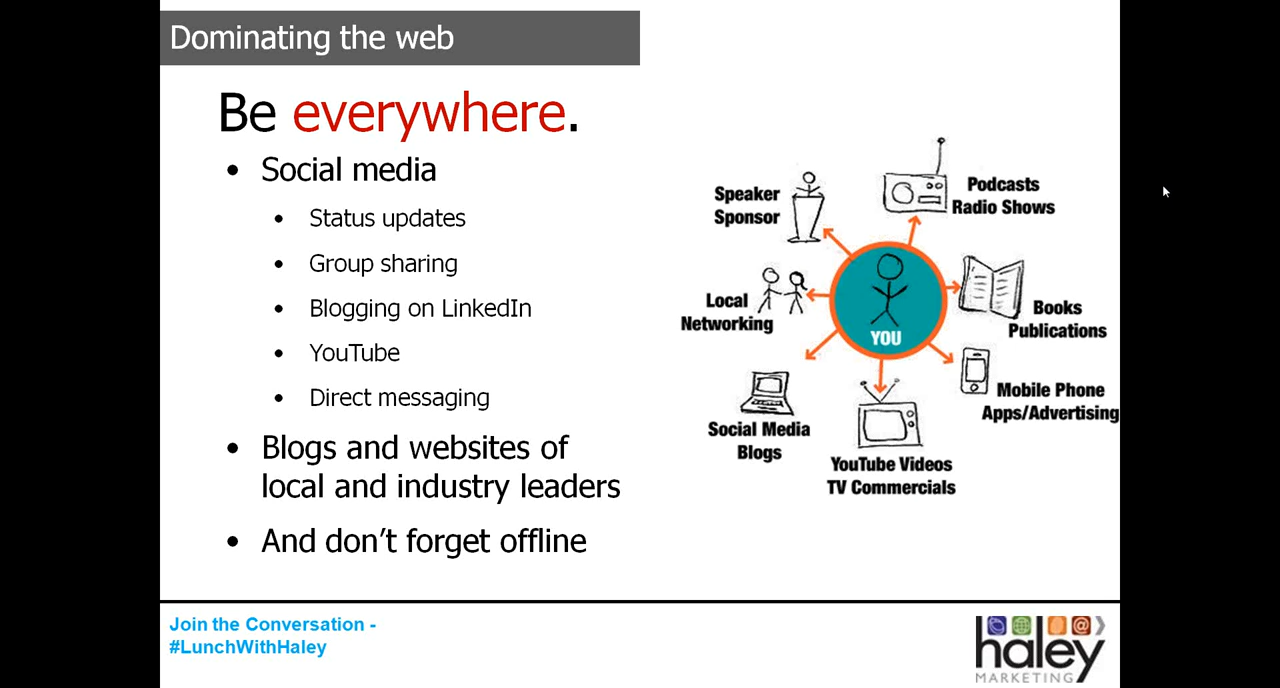 Dominating the web
Be everywhere.
• Social media
• Status updates
• Group sharing
• Blogging on LinkedIn
• YouTube
• Direct messaging
• Blogs and websites of
local and industry leaders
• And don’t forget offline
Speaker
Sponsor
Podcasts
Radio Shows
Local
Networking
YOU
Books
Publications
Mobile Phone
Apps/Advertising
Social Media
Blogs
YouTube Videos
TV Commercials
Join the Conversation -
#LunchWithHaley
@
haley
MARKETING